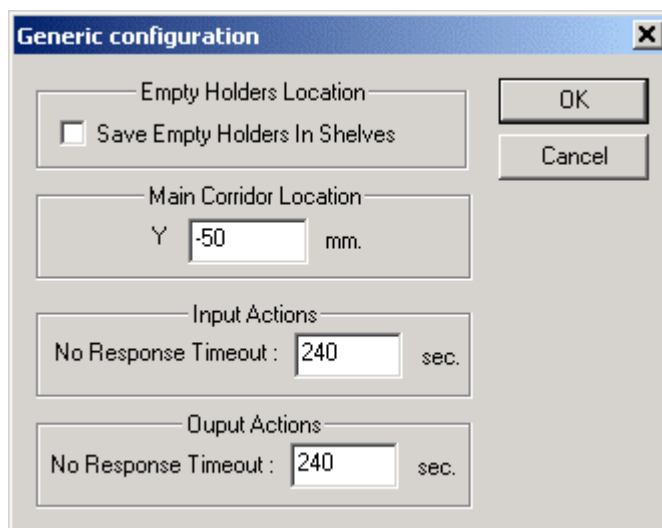 Generic configuration
Empty Holders Location
Save Empty Holders In Shelves
OK
Cancel
Main Corridor Location
Y -50 mm.
Input Actions
No Response Timeout : 240 sec.
Ouput Actions
No Response Timeout : 240 sec.